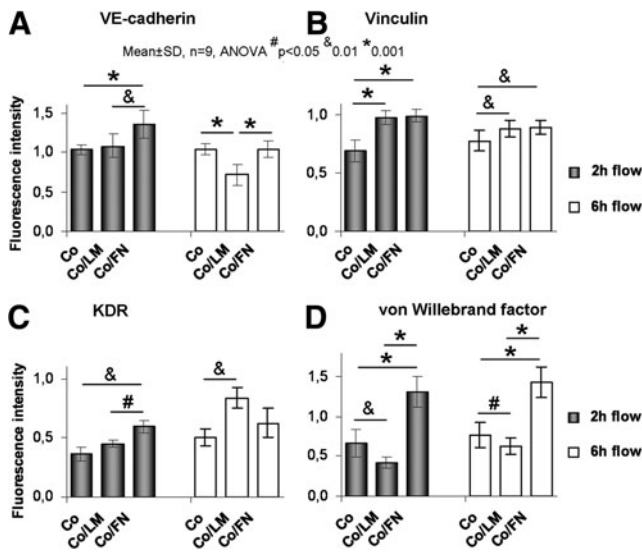 A VE-cadherin
B Vinculin
Mean±SD, n=9, ANOVA #p<0.05 &0.01 *0.001
Fluorescence intensity
1,5
1,0
0,5
0,0
*
&
* *
Co Co/LM Co/FN
Co Co/LM Co/FN
1,0
0,5
0,0
*
*
&
&
Co Co/LM Co/FN
Co Co/LM Co/FN
2h flow
6h flow
C KDR
D von Willebrand factor
Fluorescence intensity
1,0
0,5
0,0
&
#
&
Co Co/LM Co/FN
Co Co/LM Co/FN
1,5
1,0
0,5
0,0
*
*
&
*
*
#
Co Co/LM Co/FN
Co Co/LM Co/FN
2h flow
6h flow